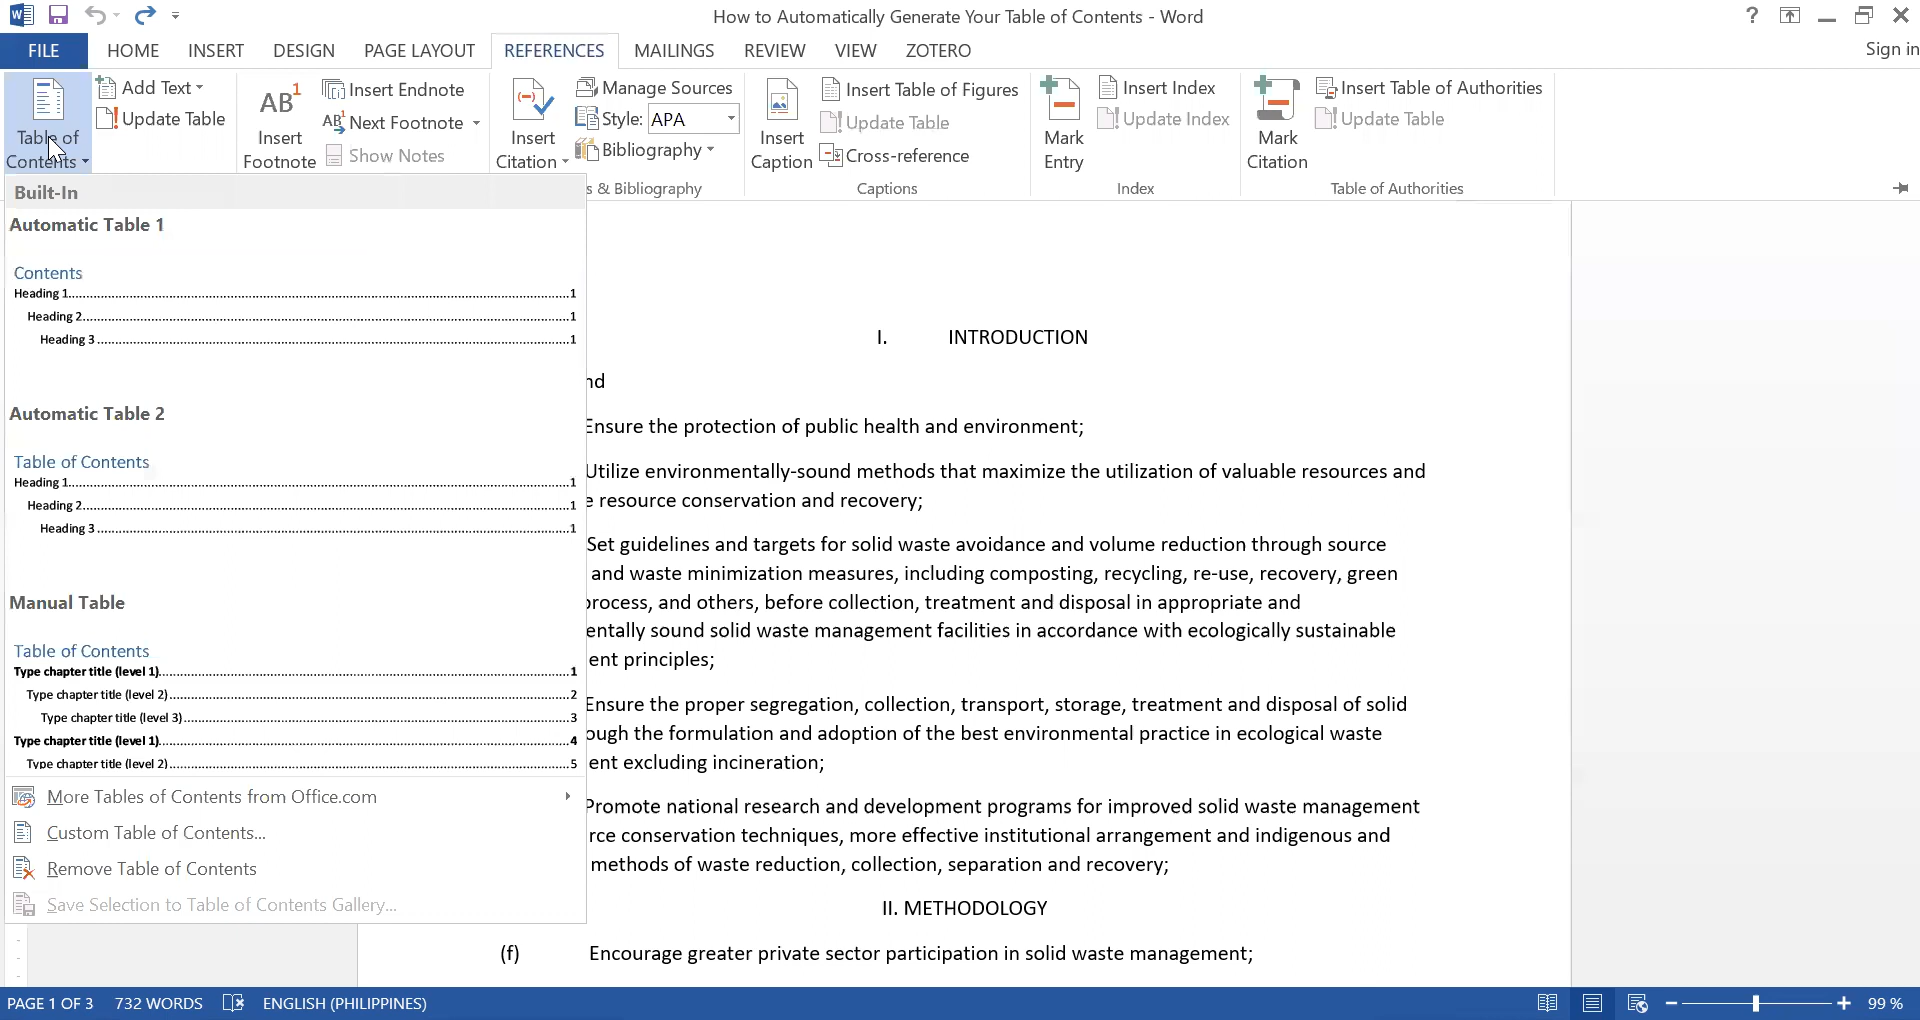 How to Automatically Generate Your Table of Contents - Word
?
FILE HOME INSERT DESIGN PAGE LAYOUT REFERENCES MAILINGS REVIEW VIEW ZOTERO Sign in
Table of Contents
Add Text
Update Table
AB1
Insert Footnote
Insert Endnote
AB1 Next Footnote
Show Notes
Insert Citation
Manage Sources
Style: APA
Bibliography
s & Bibliography
Insert Caption
Insert Table of Figures
Update Table
Cross-reference
Captions
Mark Entry
Insert Index
Update Index
Index
Mark Citation
Insert Table of Authorities
Update Table
Table of Authorities
Built-In
Automatic Table 1
Contents
Heading 1....................1
Heading 2....................1
Heading 3....................1
Automatic Table 2
Table of Contents
Heading 1....................1
Heading 2....................1
Heading 3....................1
Manual Table
Table of Contents
Type chapter title (level 1)....................1
Type chapter title (level 2)....................2
Type chapter title (level 3)....................3
Type chapter title (level 1)....................4
Type chapter title (level 2)....................5
More Tables of Contents from Office.com
Custom Table of Contents...
Remove Table of Contents
Save Selection to Table of Contents Gallery...
I. INTRODUCTION
nd
Ensure the protection of public health and environment;
Utilize environmentally-sound methods that maximize the utilization of valuable resources and
e resource conservation and recovery;
Set guidelines and targets for solid waste avoidance and volume reduction through source
and waste minimization measures, including composting, recycling, re-use, recovery, green
process, and others, before collection, treatment and disposal in appropriate and
entally sound solid waste management facilities in accordance with ecologically sustainable
ent principles;
Ensure the proper segregation, collection, transport, storage, treatment and disposal of solid
ough the formulation and adoption of the best environmental practice in ecological waste
ent excluding incineration;
Promote national research and development programs for improved solid waste management
rce conservation techniques, more effective institutional arrangement and indigenous and
methods of waste reduction, collection, separation and recovery;
II. METHODOLOGY
(f) Encourage greater private sector participation in solid waste management;
PAGE 1 OF 3 732 WORDS ENGLISH (PHILIPPINES) 99 %